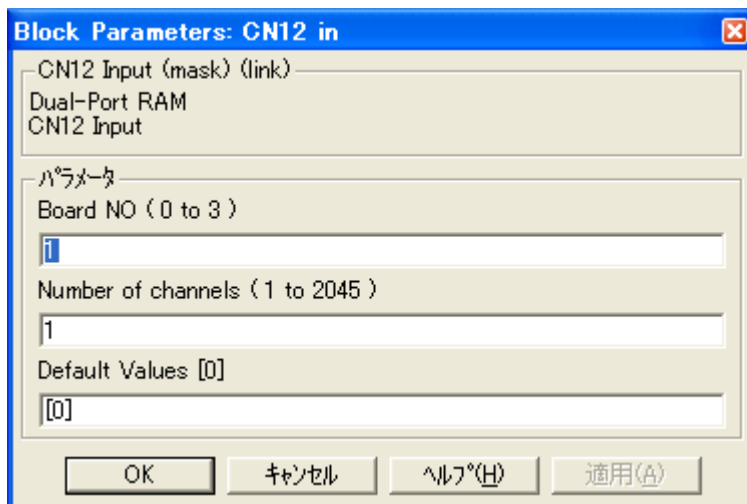 Block Parameters: CN12 in
CN12 Input (mask) (link)
Dual-Port RAM
CN12 Input
パラメータ
Board NO ( 0 to 3 )
1
Number of channels ( 1 to 2045 )
1
Default Values [0]
[0]
OK
キャンセル
ヘルプ(H)
適用(A)